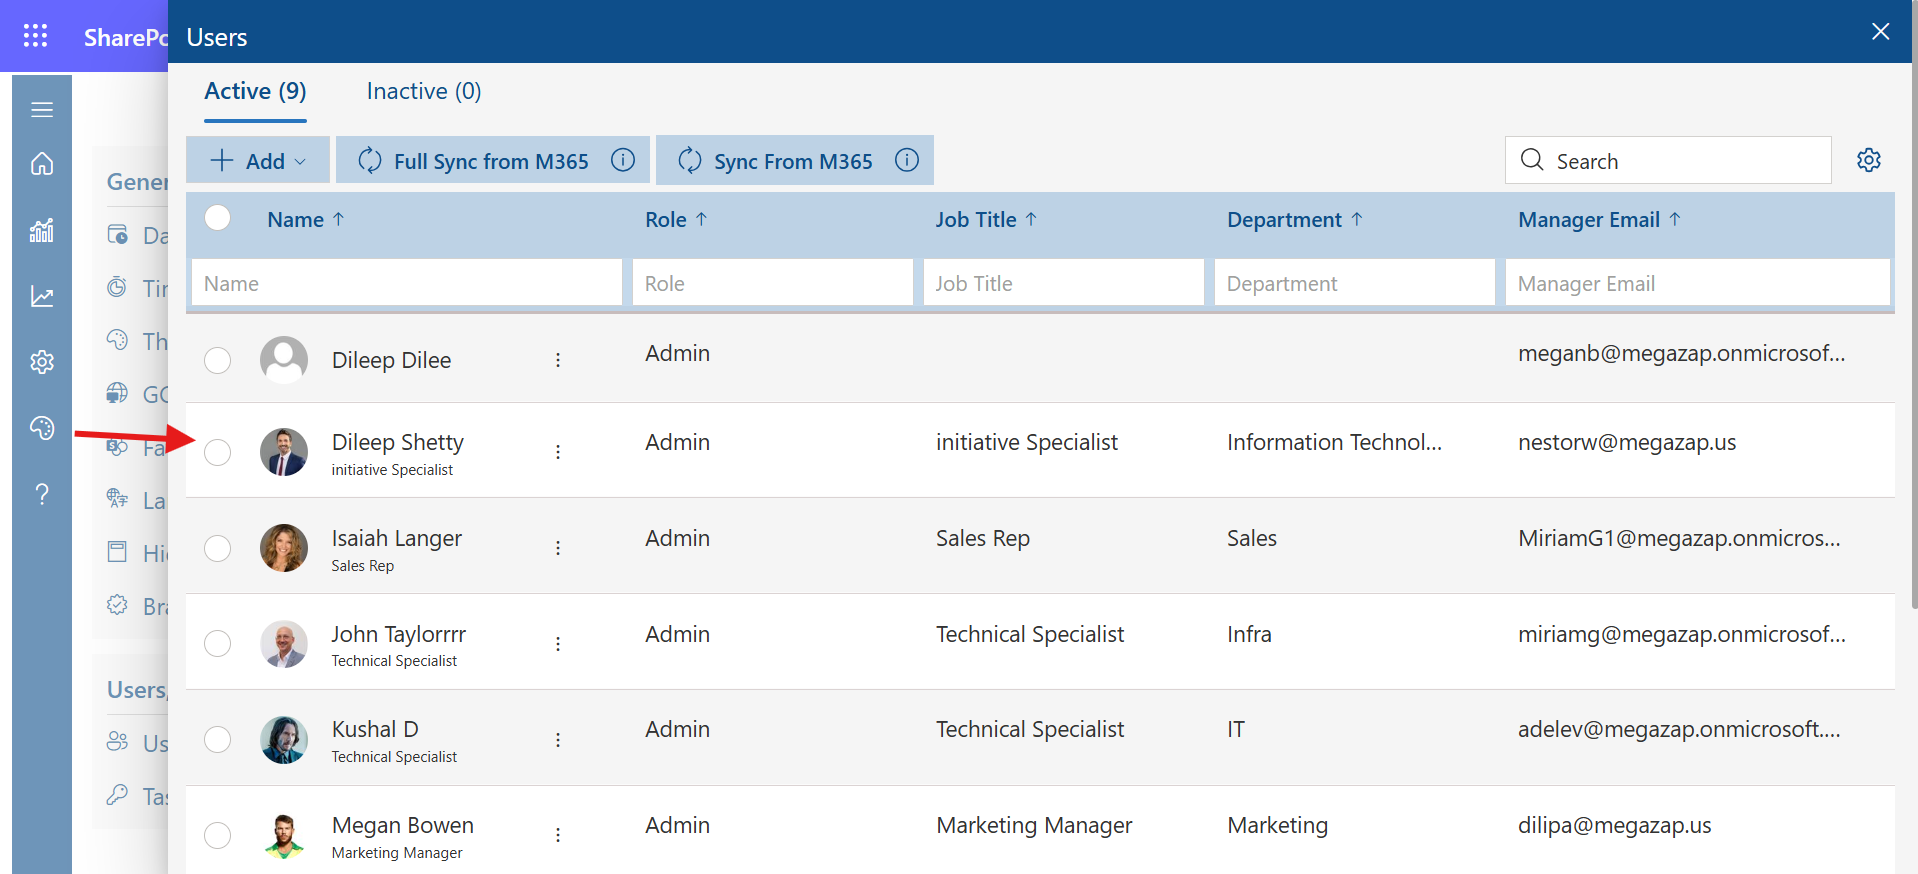 SharePo
Users
Active (9)
Inactive (0)
Add
Full Sync from M365
Sync From M365
Search
Name Role Job Title Department Manager Email
Name Role Job Title Department Manager Email
Dileep Dilee Admin meganb@megazap.onmicrosof...
Dileep Shetty Admin initiative Specialist Information Technol... nestorw@megazap.us
initiative Specialist
Isaiah Langer Admin Sales Rep Sales MiriamG1@megazap.onmicros...
Sales Rep
John Taylorrrr Admin Technical Specialist Infra miriamg@megazap.onmicrosof...
Technical Specialist
Kushal D Admin Technical Specialist IT adelev@megazap.onmicrosoft....
Technical Specialist
Megan Bowen Admin Marketing Manager Marketing dilipa@megazap.us
Marketing Manager
Gener
Da
Tir
Th
GC
Fa
La
Hi
Bra
Users,
Us
Tas